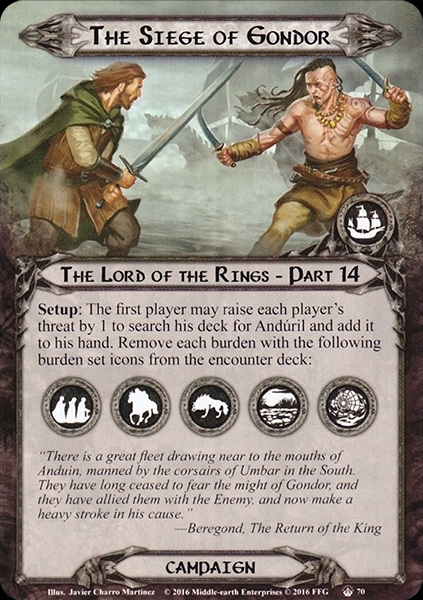 The Siege of Gondor
The Lord of the Rings - Part 14
Setup: The first player may raise each player's
threat by 1 to search his deck for Andúril and add it
to his hand. Remove each burden with the following
burden set icons from the encounter deck:
"There is a great fleet drawing near to the mouths of
Anduin, manned by the corsairs of Umbar in the South.
They have long ceased to fear the might of Gondor, and
they have allied them with the Enemy, and now make a
heavy stroke in his cause."
—Beregond, The Return of the King
CAMPAIGN
Illus. Javier Charro Martínez © 2016 Middle-earth Enterprises © 2016 FFG 70